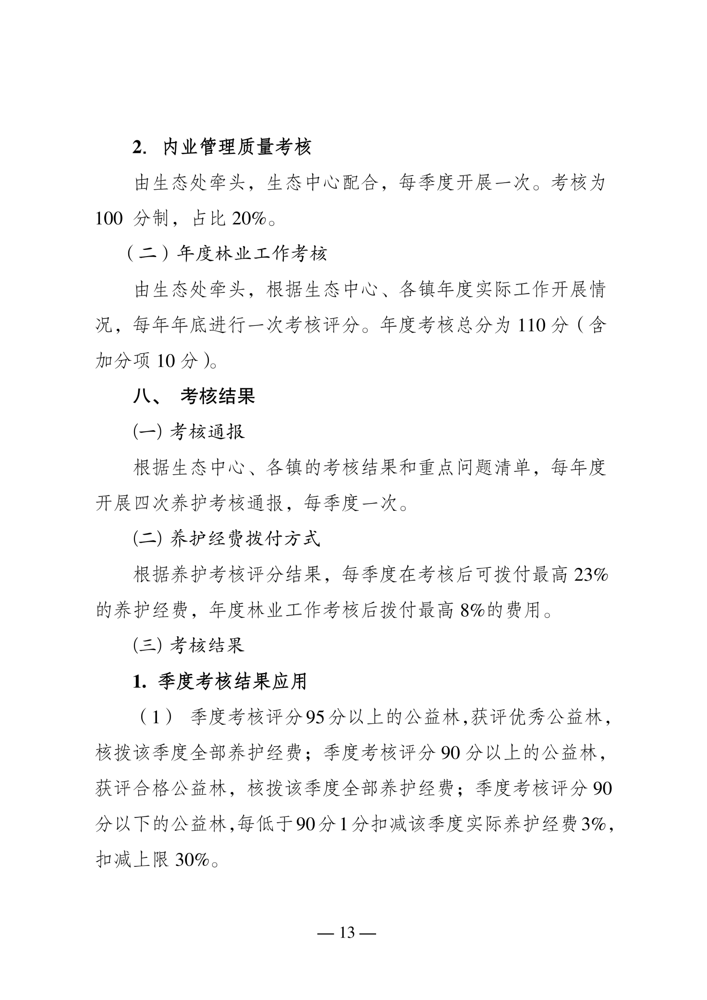 2. 内业管理质量考核
由生态处牵头，生态中心配合，每季度开展一次。考核为
100 分制，占比 20%。
（二）年度林业工作考核
由生态处牵头，根据生态中心、各镇年度实际工作开展情
况，每年年底进行一次考核评分。年度考核总分为 110 分（含
加分项 10 分）。
八、 考核结果
(一) 考核通报
根据生态中心、各镇的考核结果和重点问题清单，每年度
开展四次养护考核通报，每季度一次。
(二) 养护经费拨付方式
根据养护考核评分结果，每季度在考核后可拨付最高 23%
的养护经费，年度林业工作考核后拨付最高 8%的费用。
(三) 考核结果
1. 季度考核结果应用
（1） 季度考核评分 95 分以上的公益林，获评优秀公益林，
核拨该季度全部养护经费；季度考核评分 90 分以上的公益林，
获评合格公益林，核拨该季度全部养护经费；季度考核评分 90
分以下的公益林，每低于 90 分 1 分扣减该季度实际养护经费 3%，
扣减上限 30%。
— 13 —